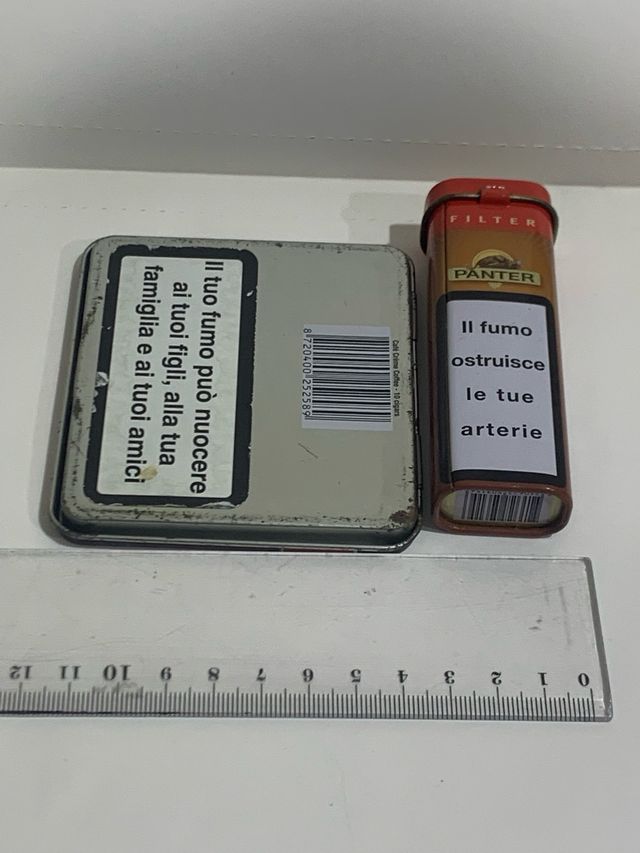 Il tuo fumo può nuocere
ai tuoi figli, alla tua
famiglia e ai tuoi amici
Café Crème Coffee - 10 cigars
8 720400 252589
FILTER
PANTER
Il fumo
ostruisce
le tue
arterie
12 11 10 9 8 7 6 5 4 3 2 1 0